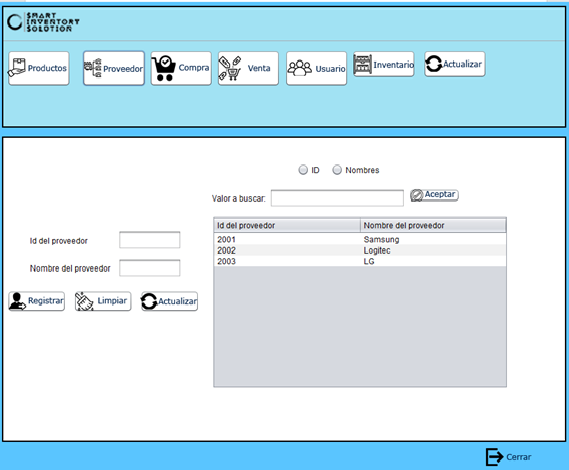 SMART
INVENTORY
SOLUTION
Productos
Proveedor
Compra
Venta
Usuario
Inventario
Actualizar
ID
Nombres
Valor a buscar:
Aceptar
Id del proveedor
Nombre del proveedor
Registrar
Limpiar
Actualizar
Id del proveedor Nombre del proveedor
2001 Samsung
2002 Logitec
2003 LG
Cerrar